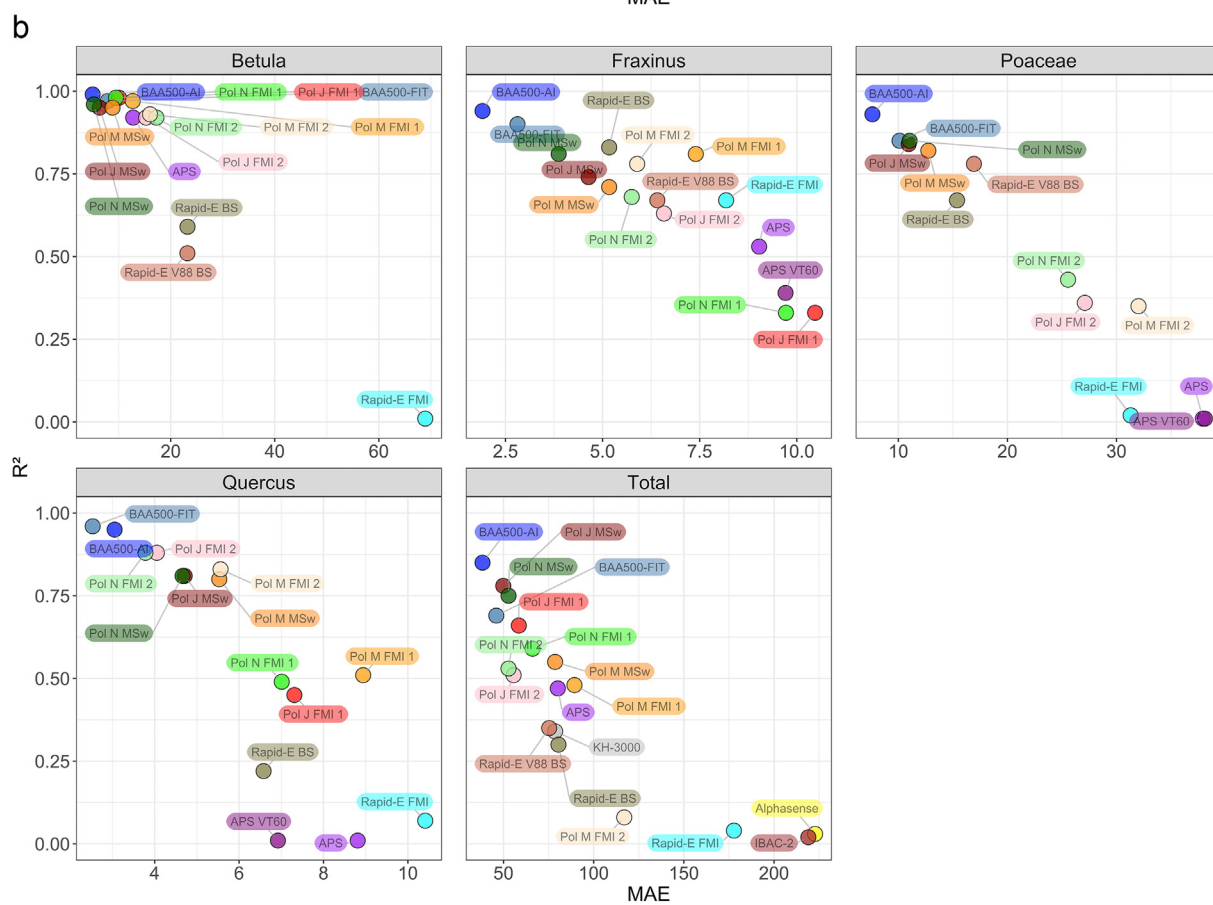 MAE
b
Betula
Fraxinus
Poaceae
1.00
0.75
0.50
0.25
0.00
BAA500-AI
Pol N FMI 1
Pol J FMI 1
BAA500-FIT
Pol N FMI 2
Pol M FMI 2
Pol M FMI 1
Pol M MSw
Pol J FMI 2
Pol J MSw
APS
Pol N MSw
Rapid-E BS
Rapid-E V88 BS
Rapid-E FMI
20
40
60
BAA500-AI
Rapid-E BS
BAA500-FIT
Pol N MSw
Pol M FMI 2
Pol M FMI 1
Pol J MSw
Rapid-E V88 BS
Rapid-E FMI
Pol M MSw
Pol J FMI 2
Pol N FMI 2
APS
APS VT60
Pol N FMI 1
Pol J FMI 1
2.5
5.0
7.5
10.0
BAA500-AI
BAA500-FIT
Pol N MSw
Pol J MSw
Pol M MSw
Rapid-E V88 BS
Rapid-E BS
Pol N FMI 2
Pol J FMI 2
Pol M FMI 2
Rapid-E FMI
APS
APS VT60
10
20
30
R²
Quercus
Total
1.00
0.75
0.50
0.25
0.00
BAA500-FIT
BAA500-AI
Pol J FMI 2
Pol N FMI 2
Pol M FMI 2
Pol J MSw
Pol M MSw
Pol N MSw
Pol N FMI 1
Pol M FMI 1
Pol J FMI 1
Rapid-E BS
Rapid-E FMI
APS VT60
APS
4
6
8
10
BAA500-AI
Pol J MSw
Pol N MSw
BAA500-FIT
Pol J FMI 1
Pol N FMI 1
Pol N FMI 2
Pol M MSw
Pol J FMI 2
Pol M FMI 1
APS
KH-3000
Rapid-E V88 BS
Rapid-E BS
Alphasense
Pol M FMI 2
Rapid-E FMI
IBAC-2
50
100
150
200
MAE